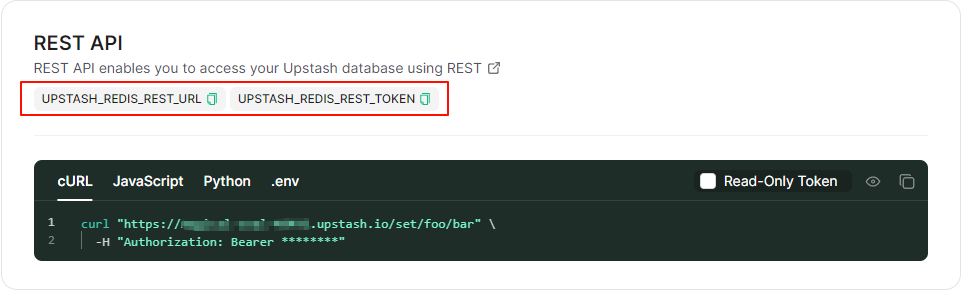 REST API
REST API enables you to access your Upstash database using REST
UPSTASH_REDIS_REST_URL UPSTASH_REDIS_REST_TOKEN
cURL JavaScript Python .env Read-Only Token
1 curl "https:// .upstash.io/set/foo/bar" \
2 -H "Authorization: Bearer ********"